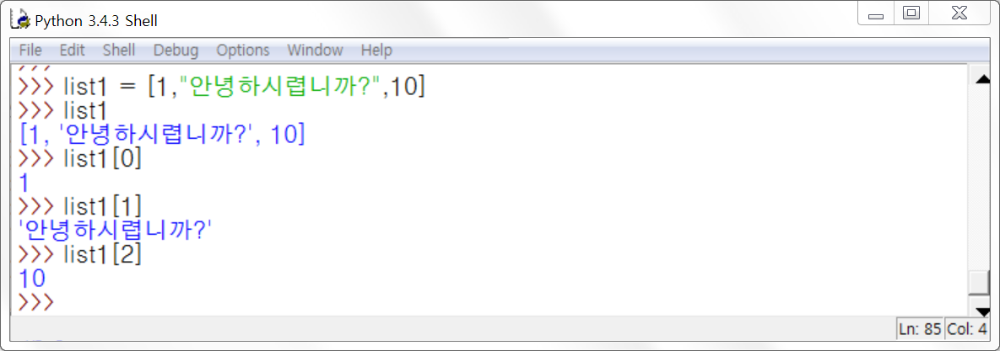 Python 3.4.3 Shell
File Edit Shell Debug Options Window Help
>>> list1 = [1,"안녕하시렵니까?",10]
>>> list1
[1, '안녕하시렵니까?', 10]
>>> list1[0]
1
>>> list1[1]
'안녕하시렵니까?'
>>> list1[2]
10
>>>
Ln: 85 Col: 4